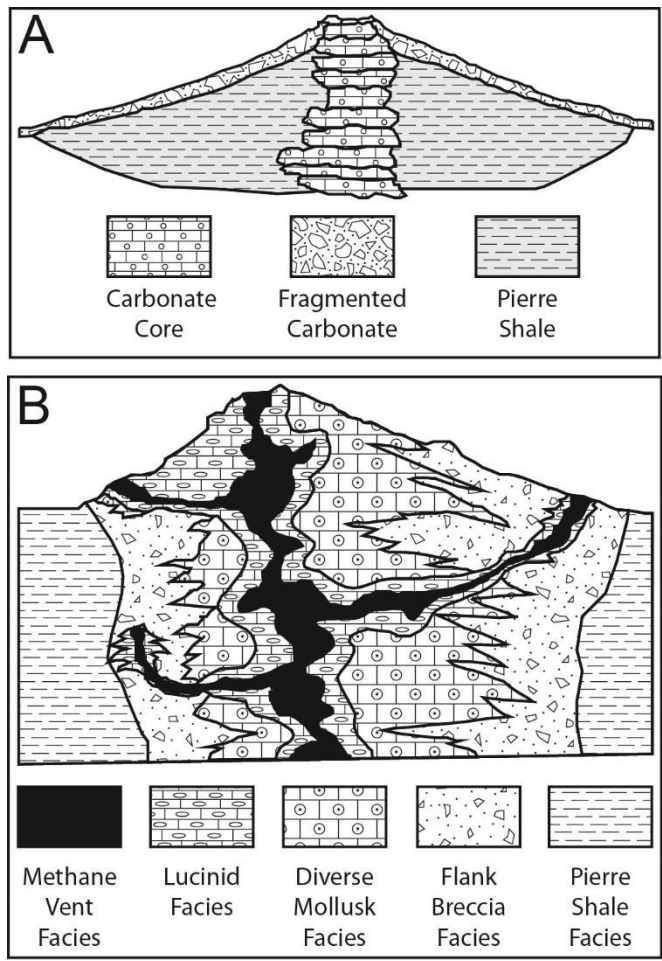 A
Carbonate
Core
Fragmented
Carbonate
Pierre
Shale
B
Methane
Vent
Facies
Lucinid
Facies
Diverse
Mollusk
Facies
Flank
Breccia
Facies
Pierre
Shale
Facies